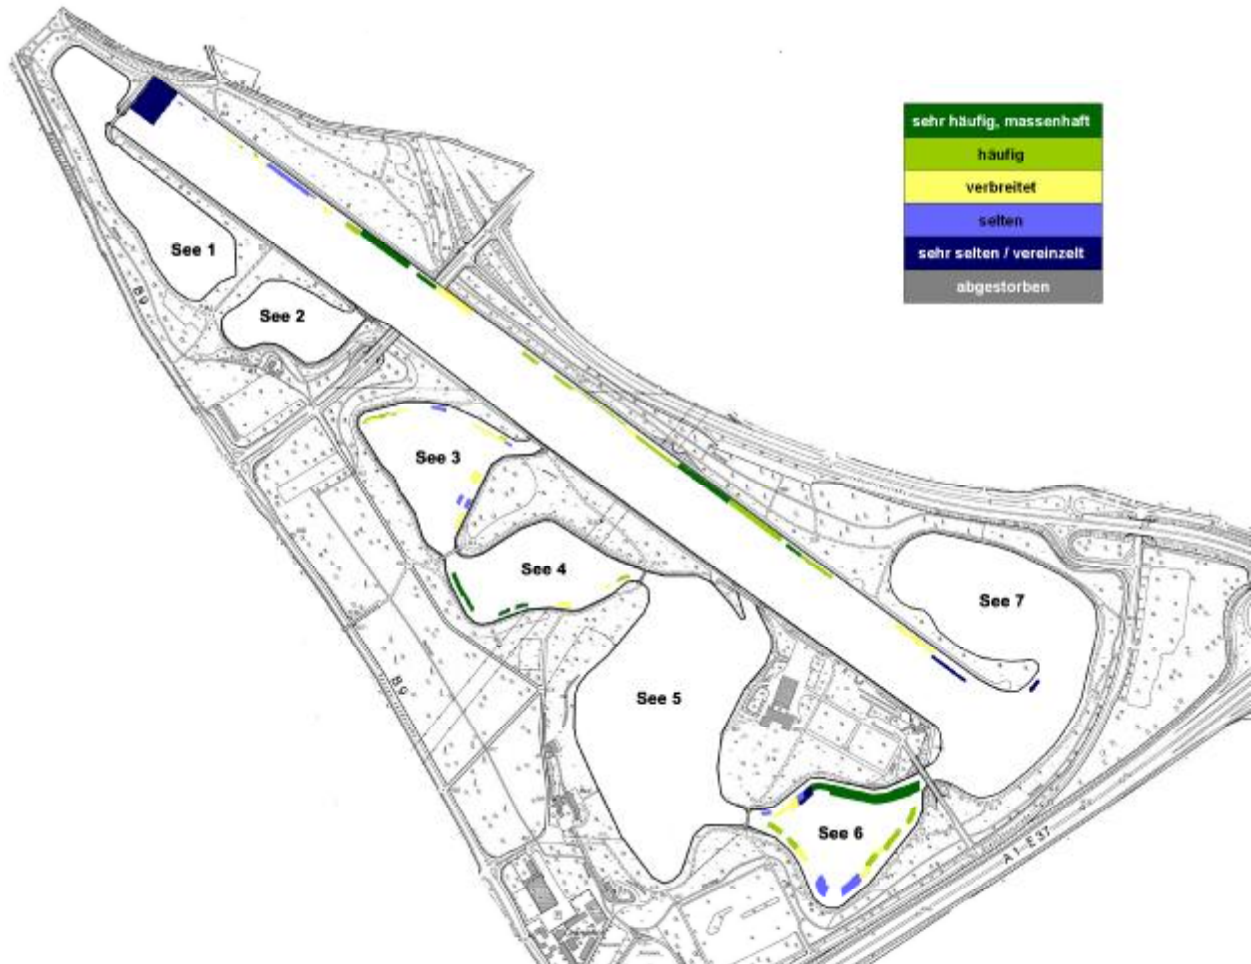 sehr häufig, massenhaft
häufig
verbreitet
selten
sehr selten / vereinzelt
abgestorben
See 1
B 9
See 2
See 3
See 4
See 7
B 9
See 5
See 6
A 1 - E 37